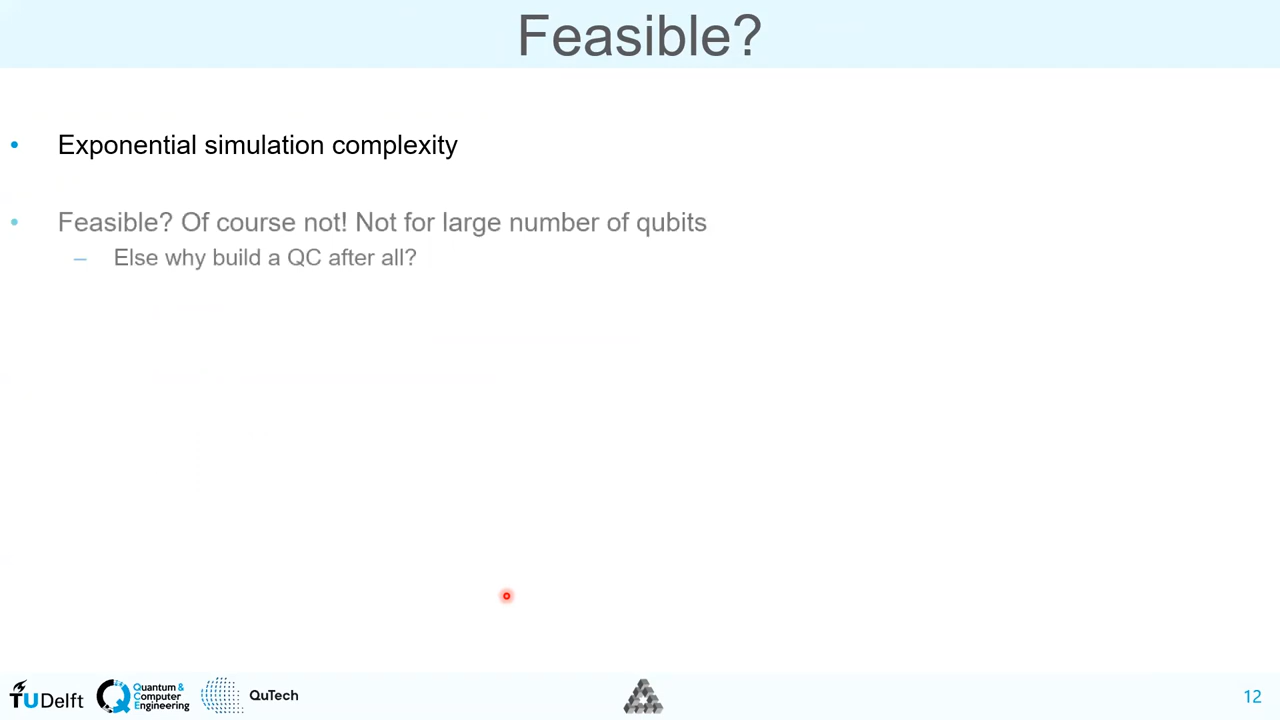 Feasible?
• Exponential simulation complexity
• Feasible? Of course not! Not for large number of qubits
– Else why build a QC after all?
TUDelft
Quantum &
Computer
Engineering
QuTech
12